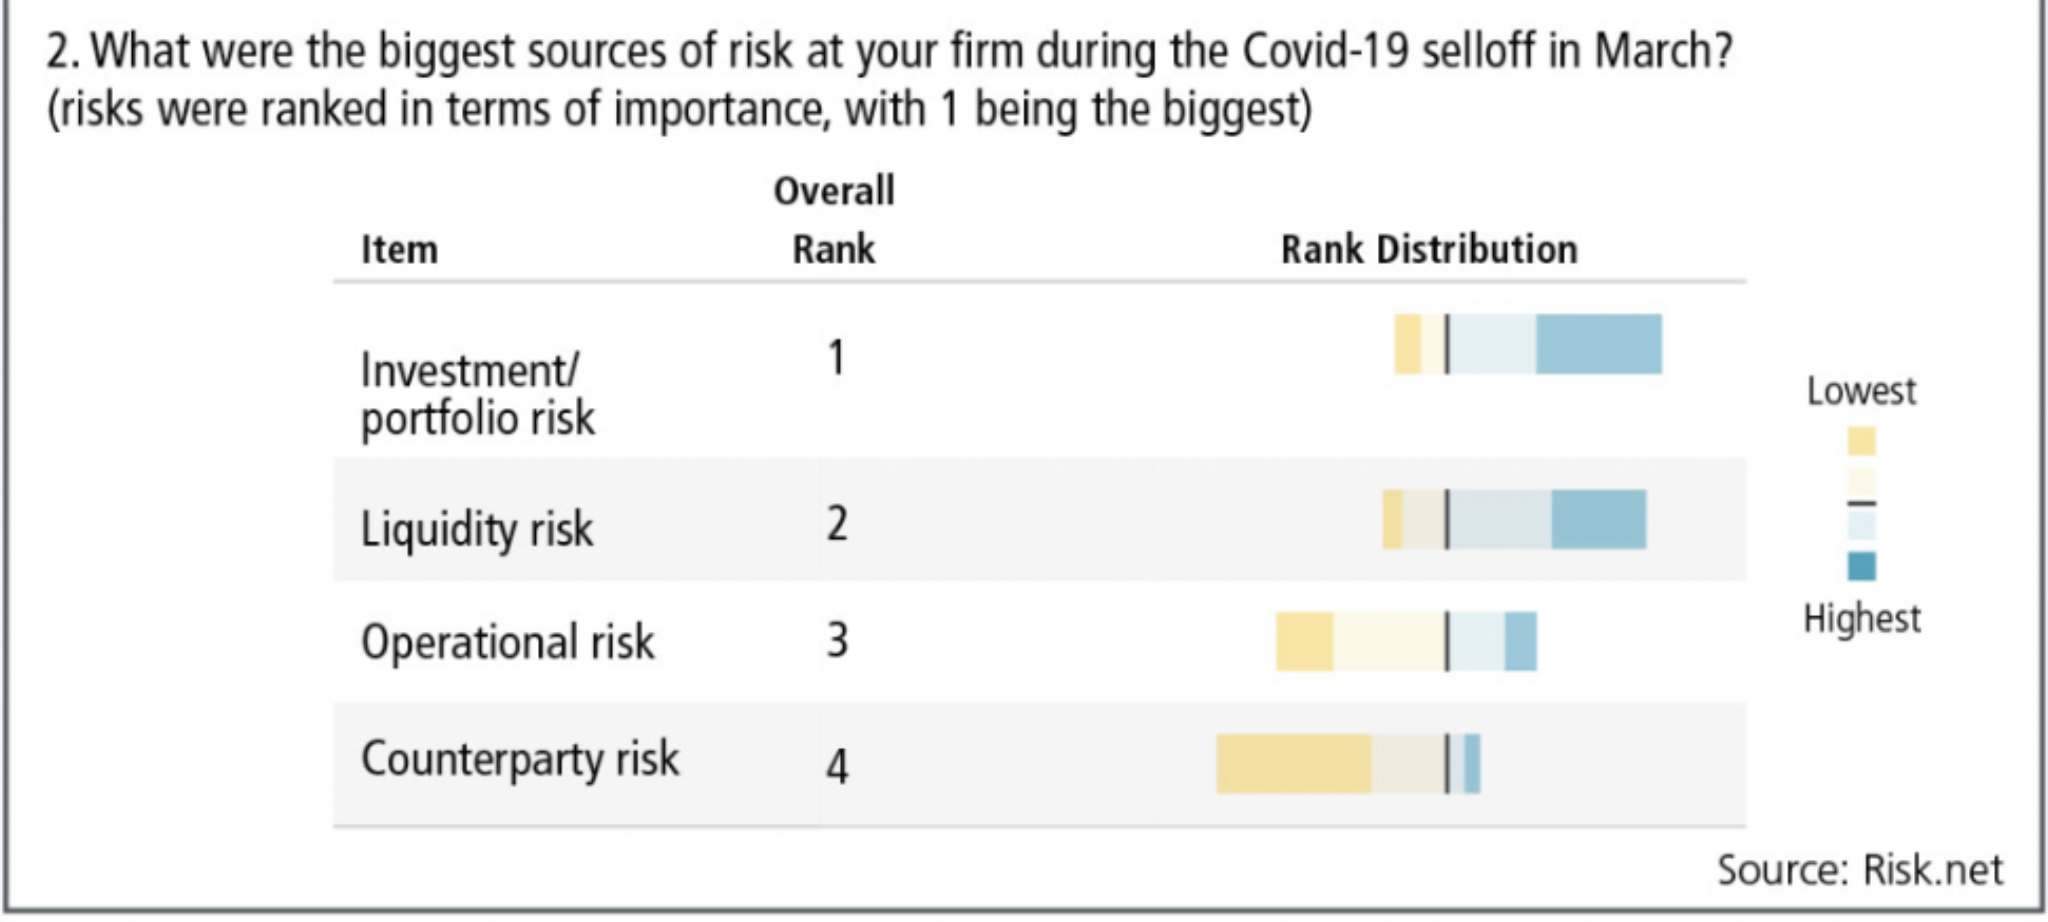 2. What were the biggest sources of risk at your firm during the Covid-19 selloff in March?
(risks were ranked in terms of importance, with 1 being the biggest)
Overall
Item Rank Rank Distribution
Investment/ 1
portfolio risk
Lowest
Liquidity risk 2
Highest
Operational risk 3
Counterparty risk 4
Source: Risk.net